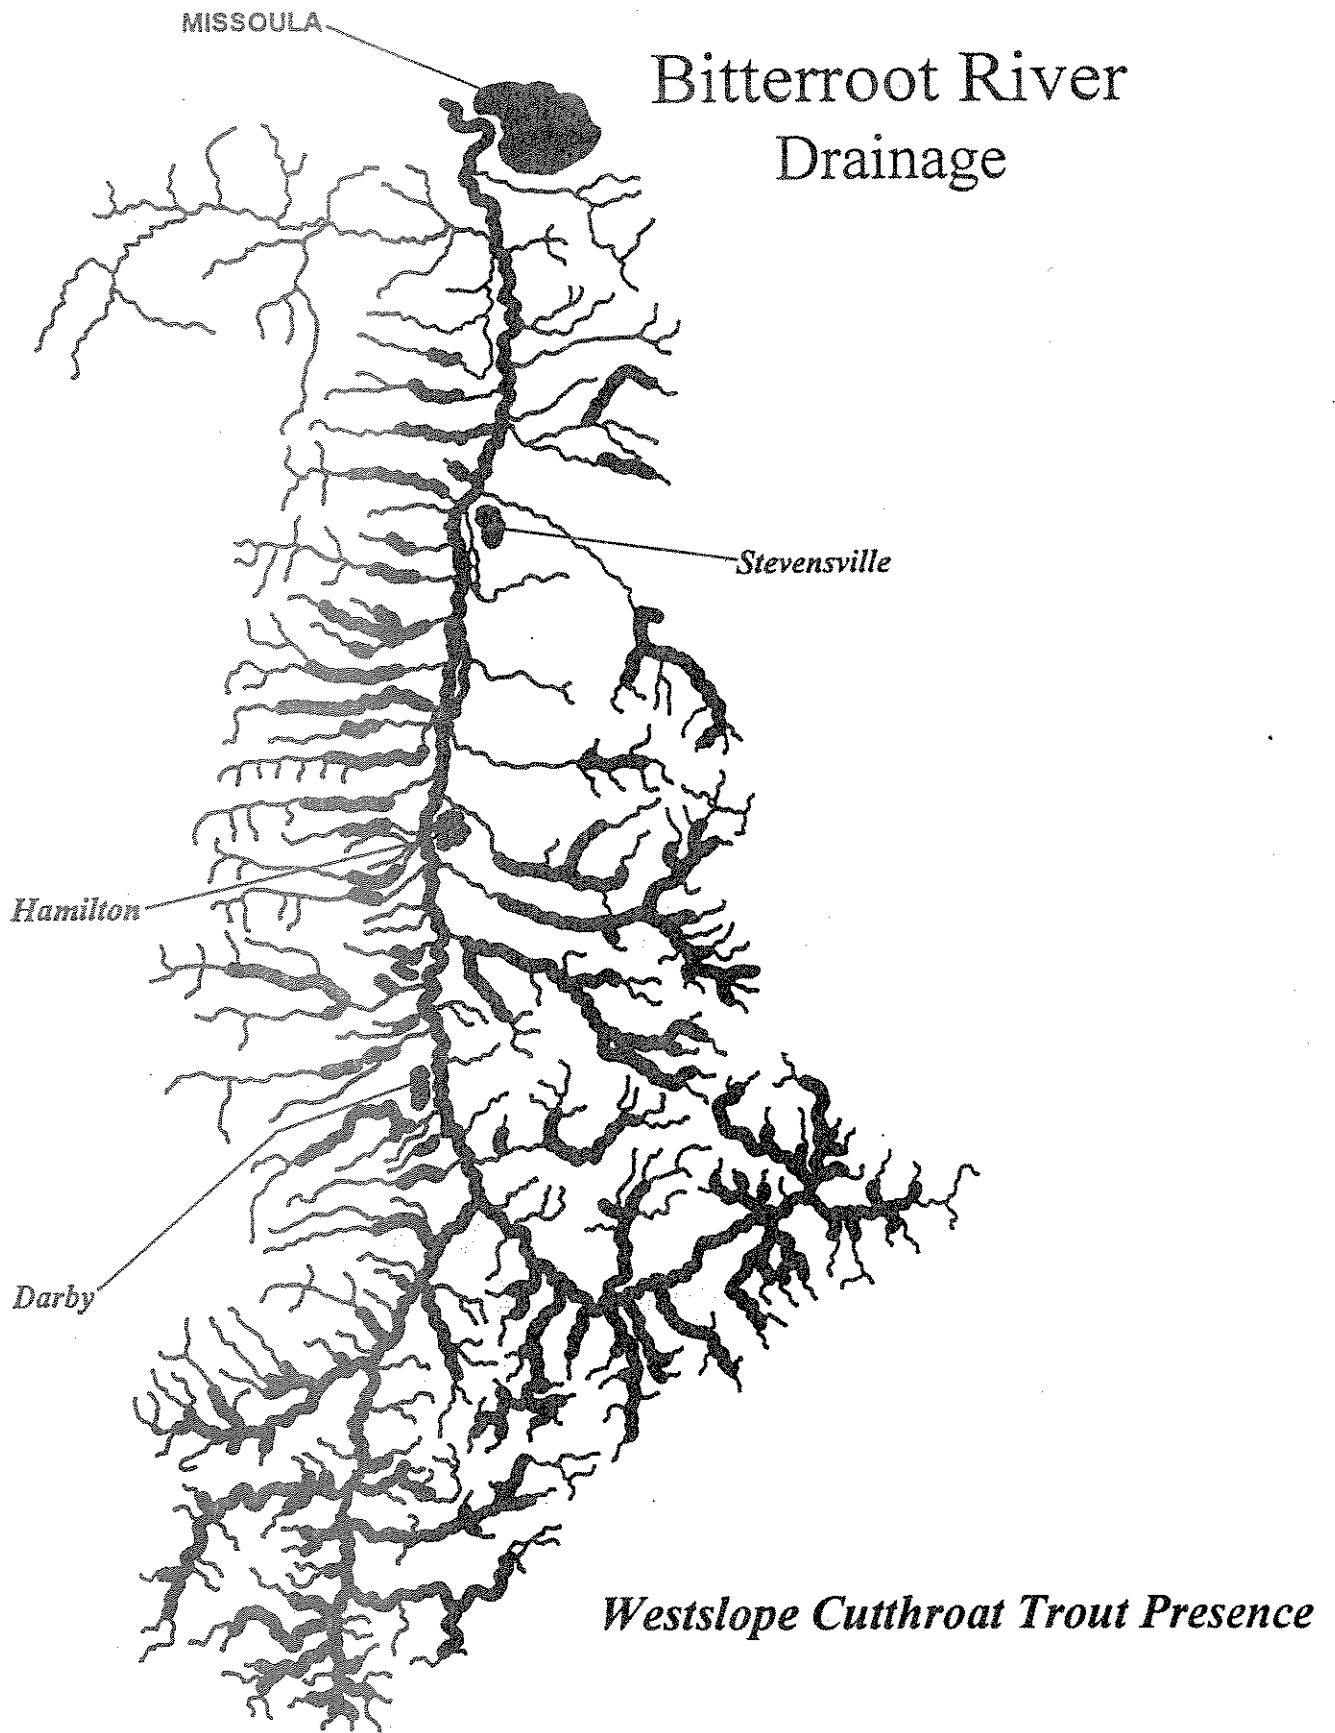 MISSOULA
Bitterroot River
Drainage
Stevensville
Hamilton
Darby
Westslope Cutthroat Trout Presence